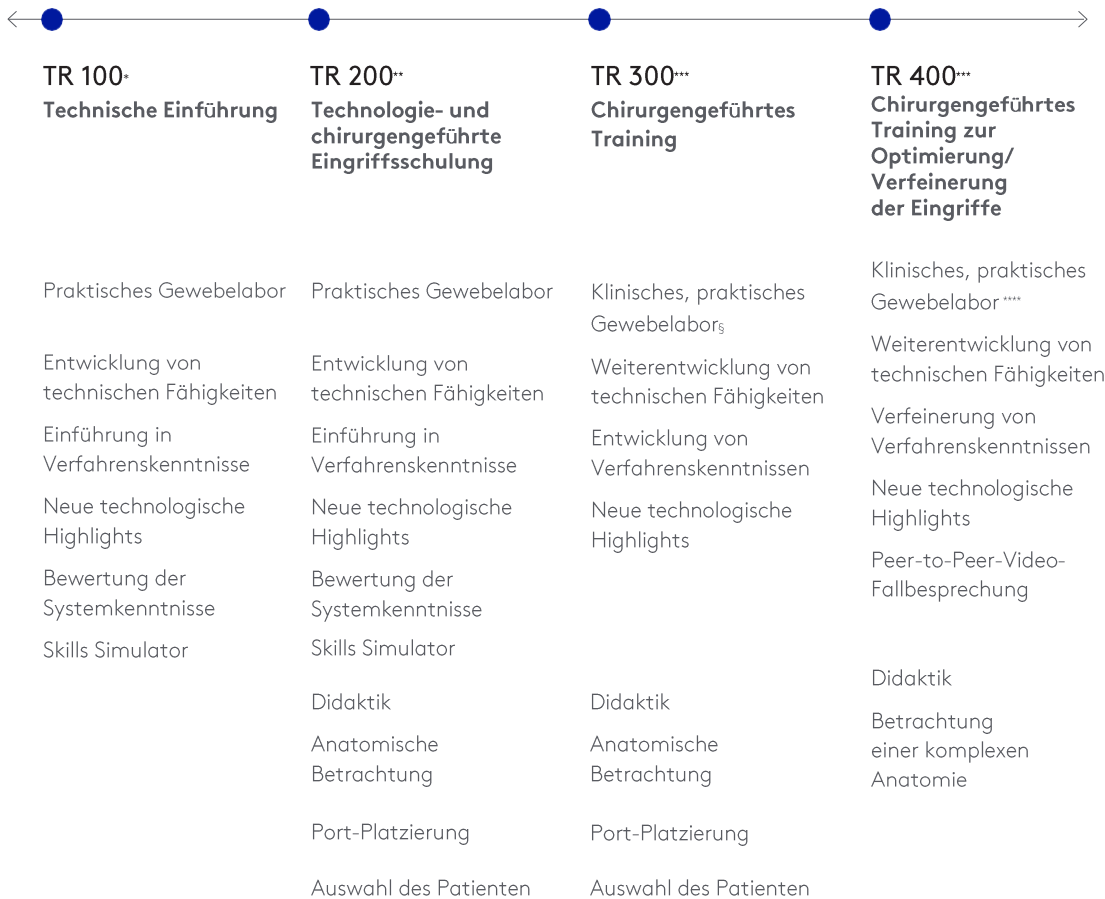 TR 100*
Technische Einführung
Praktisches Gewebelabor
Entwicklung von
technischen Fähigkeiten
Einführung in
Verfahrenskenntnisse
Neue technologische
Highlights
Bewertung der
Systemkenntnisse
Skills Simulator
TR 200**
Technologie- und
chirurgengeführte
Eingriffsschulung
Praktisches Gewebelabor
Entwicklung von
technischen Fähigkeiten
Einführung in
Verfahrenskenntnisse
Neue technologische
Highlights
Bewertung der
Systemkenntnisse
Skills Simulator
Didaktik
Anatomische
Betrachtung
Port-Platzierung
Auswahl des Patienten
TR 300***
Chirurgengeführtes
Training
Klinisches, praktisches
Gewebelabor§
Weiterentwicklung von
technischen Fähigkeiten
Entwicklung von
Verfahrenskenntnissen
Neue technologische
Highlights
Didaktik
Anatomische
Betrachtung
Port-Platzierung
Auswahl des Patienten
TR 400***
Chirurgengeführtes
Training zur
Optimierung/
Verfeinerung
der Eingriffe
Klinisches, praktisches
Gewebelabor ****
Weiterentwicklung von
technischen Fähigkeiten
Verfeinerung von
Verfahrenskenntnissen
Neue technologische
Highlights
Peer-to-Peer-Video-
Fallbesprechung
Didaktik
Betrachtung
einer komplexen
Anatomie